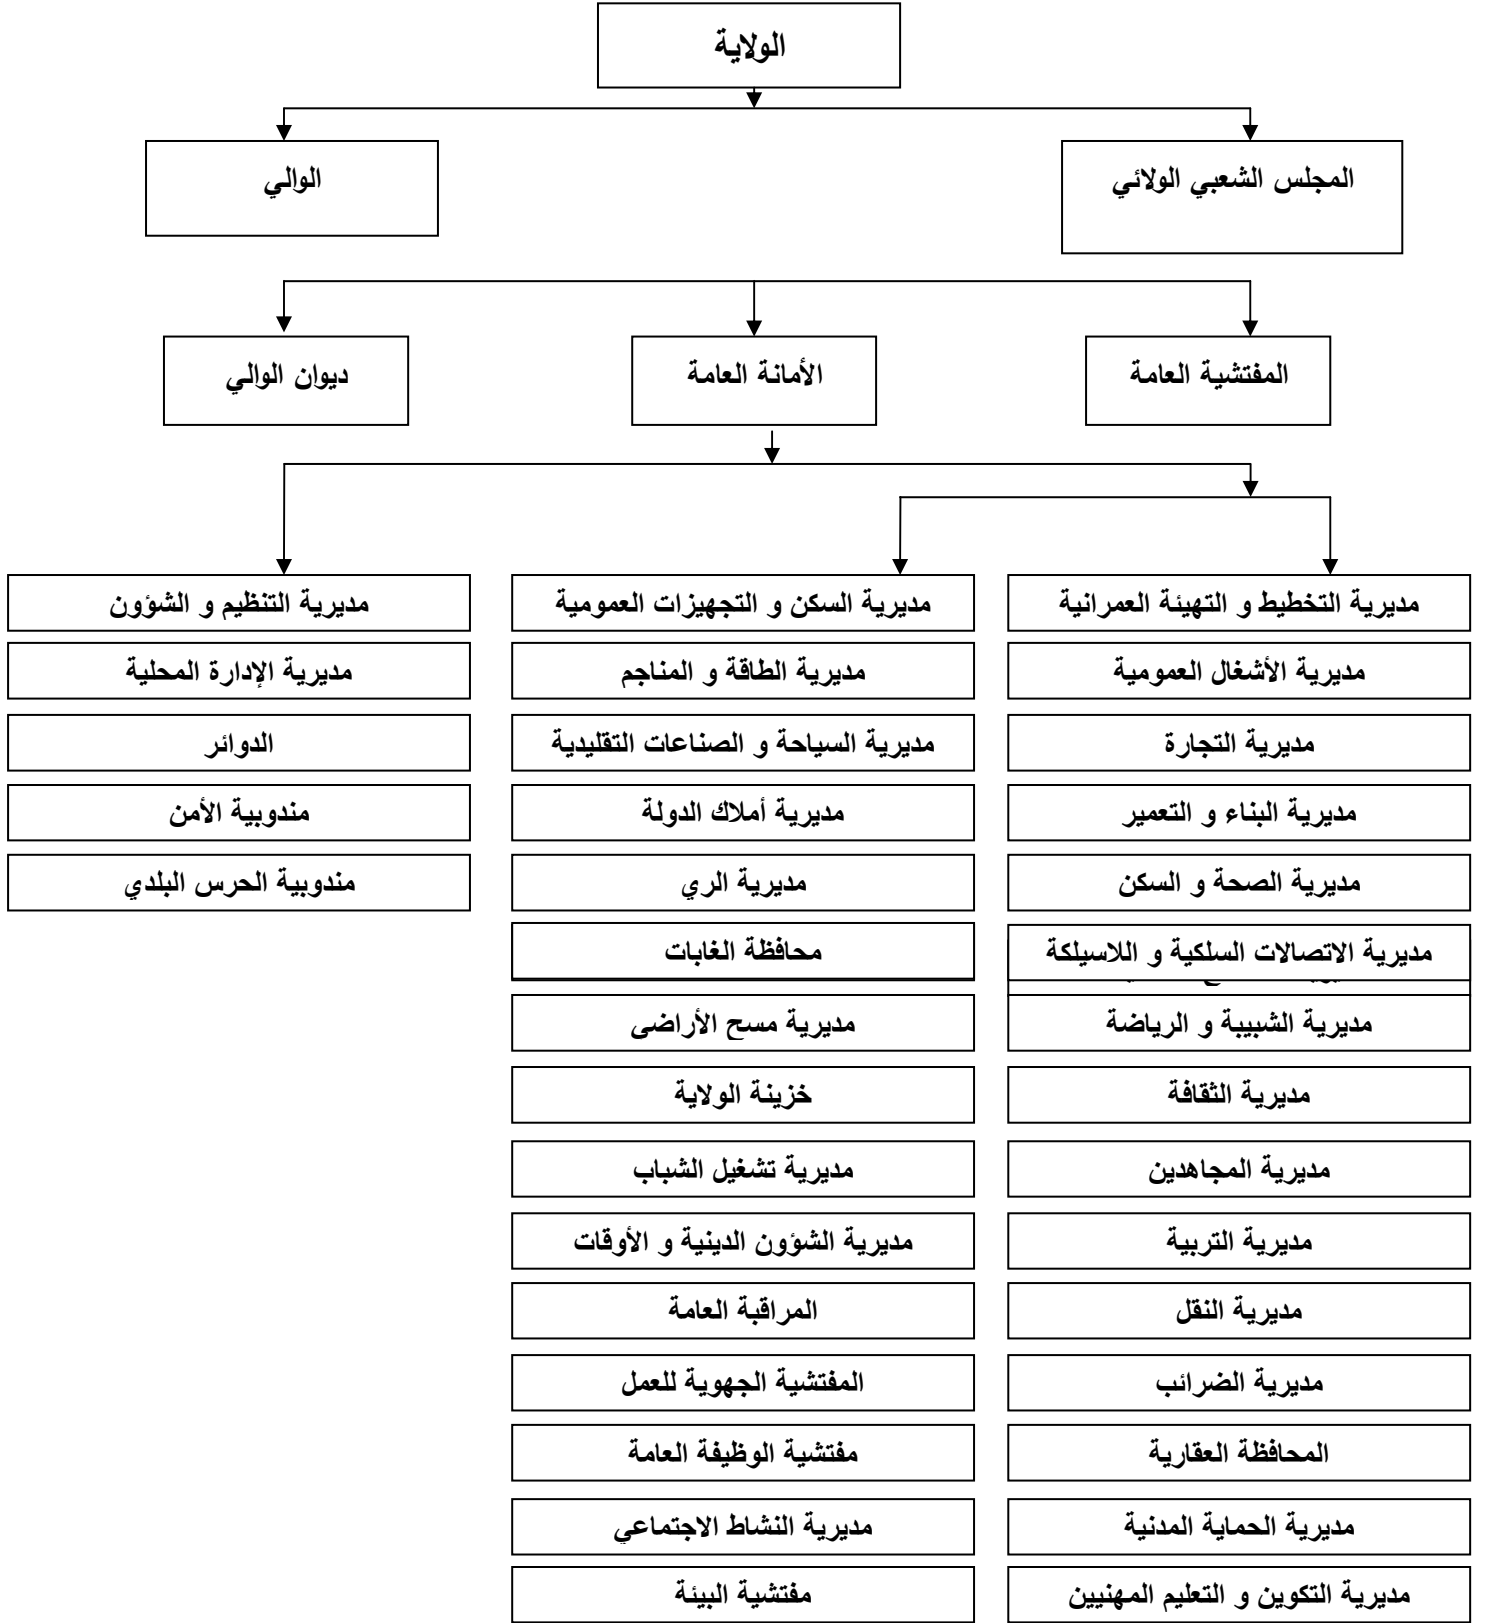 الولاية
المجلس الشعبي الولائي
الوالي
المفتشية العامة
الأمانة العامة
ديوان الوالي
مديرية التخطيط و التهيئة العمرانية
مديرية السكن و التجهيزات العمومية
مديرية التنظيم و الشؤون
مديرية الأشغال العمومية
مديرية الطاقة و المناجم
مديرية الإدارة المحلية
مديرية التجارة
مديرية السياحة و الصناعات التقليدية
الدوائر
مديرية البناء و التعمير
مديرية أملاك الدولة
مندوبية الأمن
مديرية الصحة و السكن
مديرية الري
مندوبية الحرس البلدي
مديرية الاتصالات السلكية و اللاسيلكة
محافظة الغابات
مديرية الشبيبة و الرياضة
مديرية مسح الأراضى
مديرية الثقافة
خزينة الولاية
مديرية المجاهدين
مديرية تشغيل الشباب
مديرية التربية
مديرية الشؤون الدينية و الأوقات
مديرية النقل
المراقبة العامة
مديرية الضرائب
المفتشية الجهوية للعمل
المحافظة العقارية
مفتشية الوظيفة العامة
مديرية الحماية المدنية
مديرية النشاط الاجتماعي
مديرية التكوين و التعليم المهنيين
مفتشية البيئة